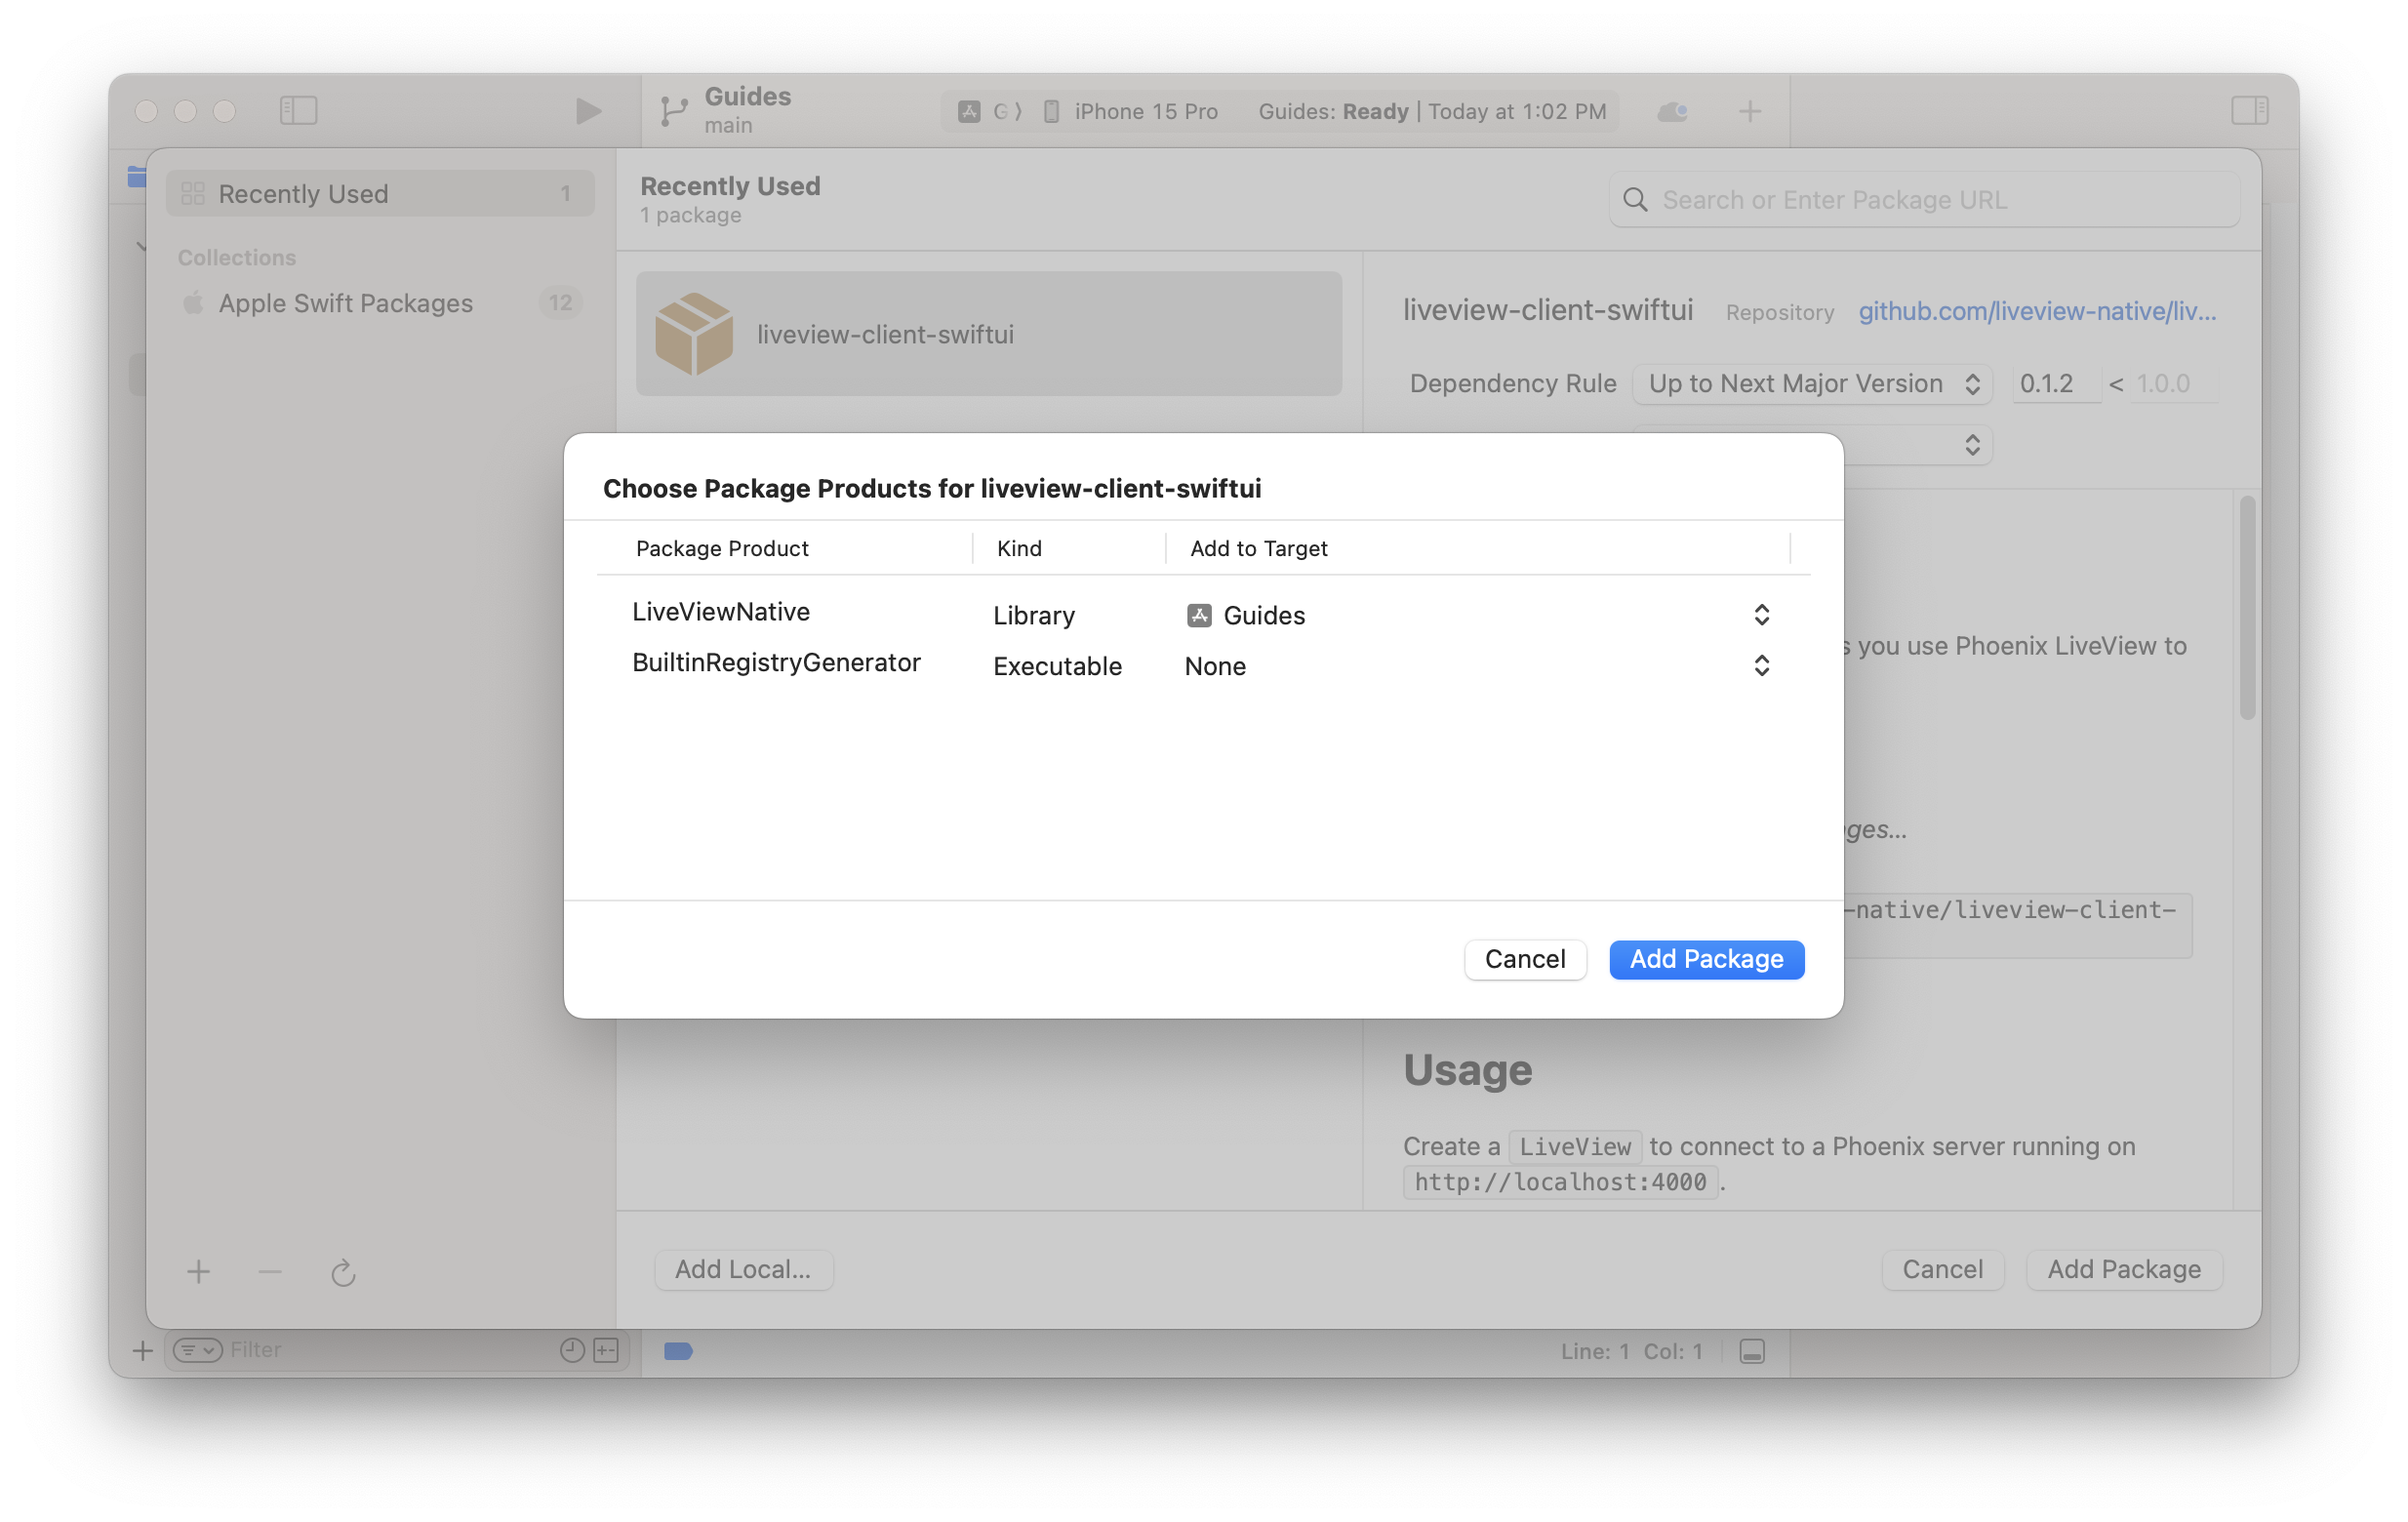 Guides
main
G
iPhone 15 Pro
Guides: Ready | Today at 1:02 PM
Recently Used 1
Collections
Apple Swift Packages 12
Recently Used
1 package
Search or Enter Package URL
liveview-client-swiftui
liveview-client-swiftui Repository github.com/liveview-native/liv...
Dependency Rule Up to Next Major Version 0.1.2 < 1.0.0
Choose Package Products for liveview-client-swiftui
Package Product Kind Add to Target
LiveViewNative Library Guides
BuiltinRegistryGenerator Executable None
Cancel Add Package
you use Phoenix LiveView to
-native/liveview-client-
Usage
Create a LiveView to connect to a Phoenix server running on
http://localhost:4000.
Add Local...
Cancel Add Package
Filter
Line: 1 Col: 1